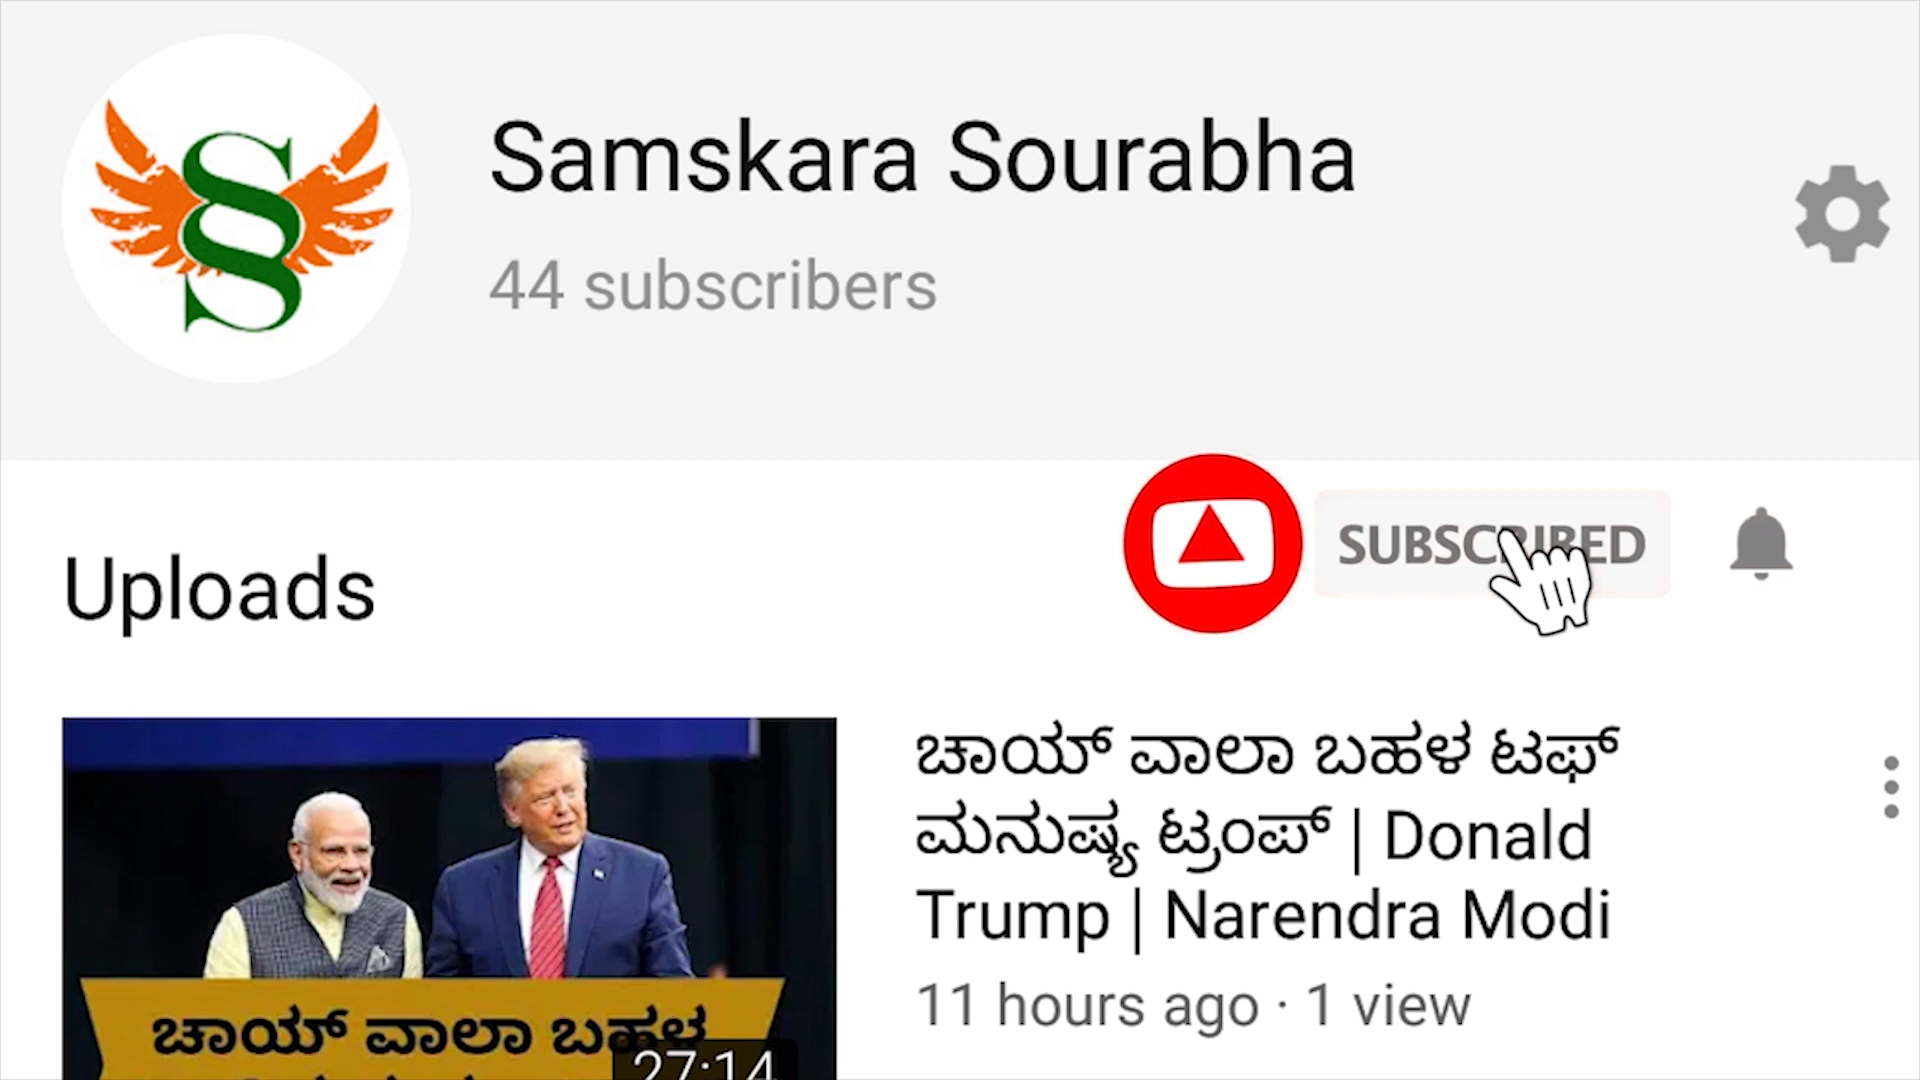 Samskara Sourabha
44 subscribers
SUBSCRIBED
Uploads
ಚಾಯ್ ವಾಲಾ ಬಹಳ ಟಫ್
ಮನುಷ್ಯ ಟ್ರಂಪ್ | Donald
Trump | Narendra Modi
11 hours ago · 1 view
ಚಾಯ್ ವಾಲಾ ಬಹಳ
27:14